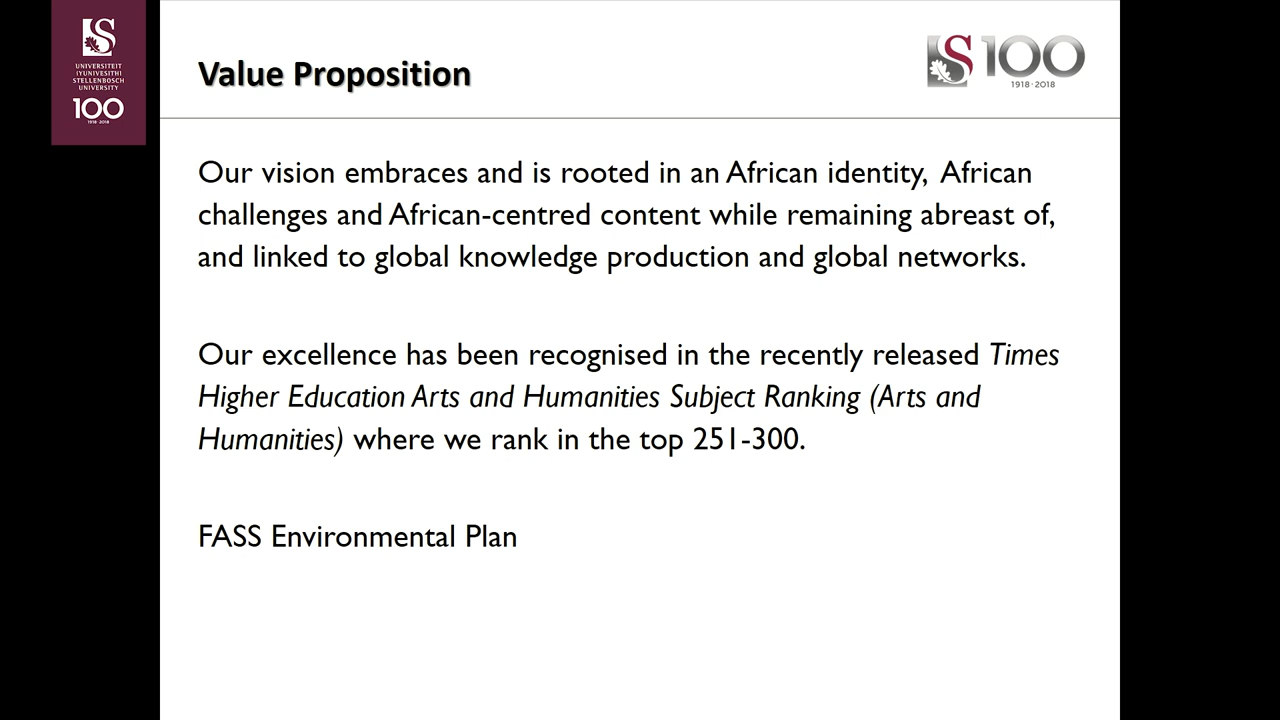 UNIVERSITEIT
IYUNIVESITHI
STELLENBOSCH
UNIVERSITY
100
1918·2018
Value Proposition
S100
1918·2018
Our vision embraces and is rooted in an African identity, African
challenges and African-centred content while remaining abreast of,
and linked to global knowledge production and global networks.
Our excellence has been recognised in the recently released Times
Higher Education Arts and Humanities Subject Ranking (Arts and
Humanities) where we rank in the top 251-300.
FASS Environmental Plan